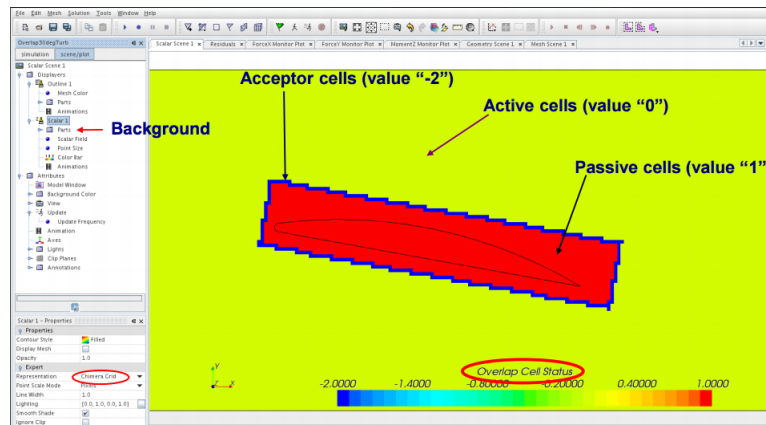 File Edit Mesh Solution Tools Window Help
Overlap30degTurb
simulation scene/plot
Scalar Scene 1 Residuals ForceX Monitor Plot ForceY Monitor Plot MomentZ Monitor Plot Geometry Scene 1 Mesh Scene 1
Scalar Scene 1
Displayers
Outline 1
Mesh Color
Parts
Animations
Scalar 1
Parts
Scalar Field
Point Size
Color Bar
Animations
Attributes
Model Window
Background Color
View
Update
Update Frequency
Animation
Axes
Lights
Clip Planes
Annotations
Background
Acceptor cells (value “-2”)
Active cells (value “0”)
Passive cells (value “1”
Scalar 1 - Properties
Properties
Contour Style Filled
Display Mesh
Opacity 1.0
Expert
Representation Chimera Grid
Point Scale Mode
Line Width 1.0
Lighting [0.0, 1.0, 0.0, 1.0]
Smooth Shade
Ignore Clip
Y
Z X
Overlap Cell Status
-2.0000 -1.4000 -0.80000 -0.20000 0.40000 1.0000